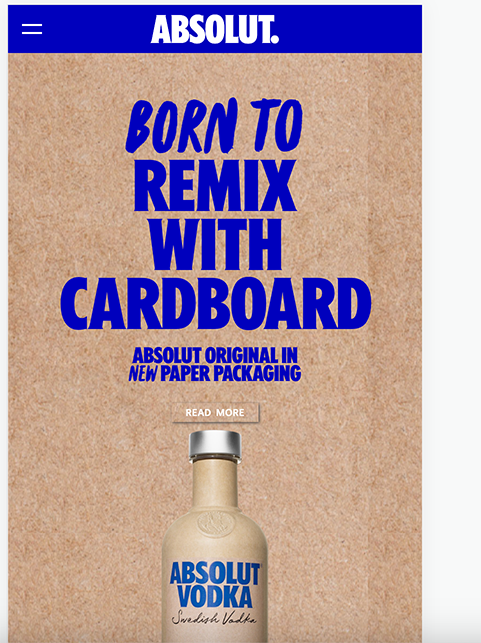 ABSOLUT.
BORN TO
REMIX
WITH
CARDBOARD
ABSOLUT ORIGINAL IN
NEW PAPER PACKAGING
READ MORE
ABSOLUT
VODKA
Swedish Vodka